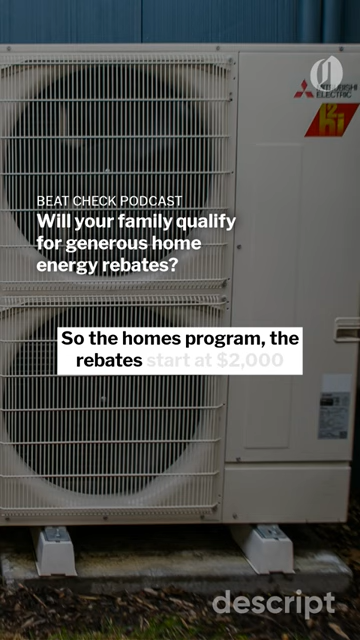 MITSUBISHI
ELECTRIC
H2i
BEAT CHECK PODCAST
Will your family qualify
for generous home
energy rebates?
So the homes program, the
rebates start at $2,000
descript